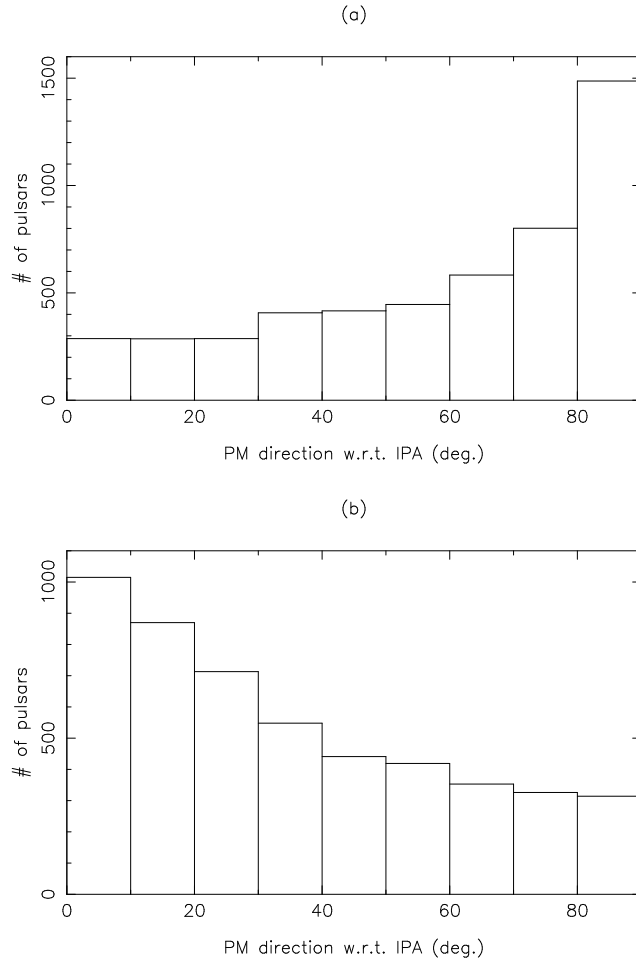 (a)
# of pulsars
0
500
1000
1500
0 20 40 60 80
PM direction w.r.t. IPA (deg.)
(b)
# of pulsars
0
500
1000
0 20 40 60 80
PM direction w.r.t. IPA (deg.)